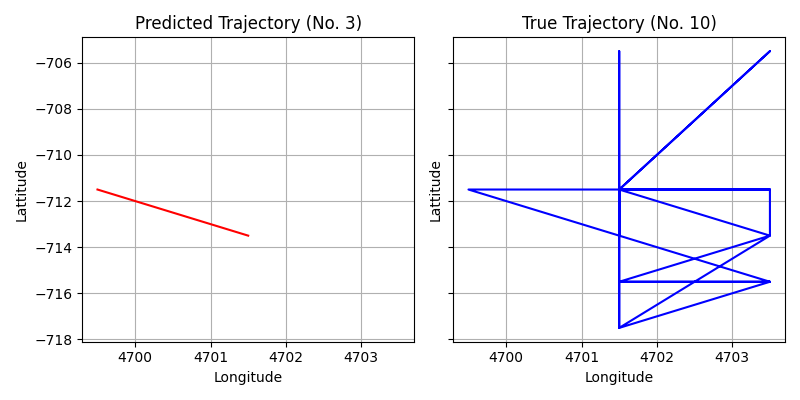 Predicted Trajectory (No. 3)
True Trajectory (No. 10)
Lattitude
−706
−708
−710
−712
−714
−716
−718
4700
4701
4702
4703
Longitude
Lattitude
4700
4701
4702
4703
Longitude